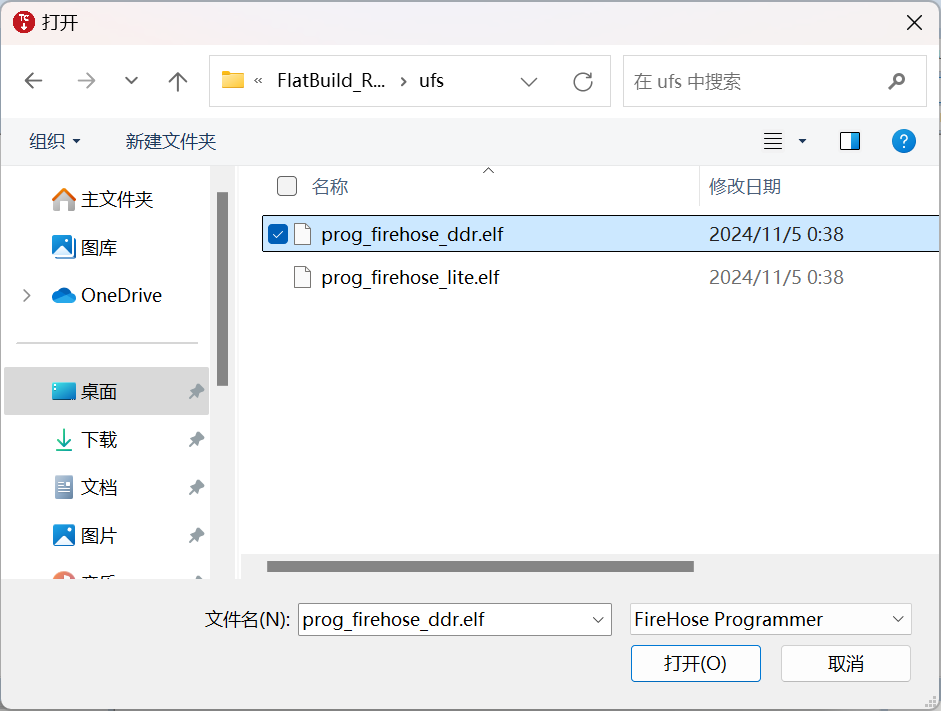 打开
« FlatBuild_R... › ufs
在 ufs 中搜索
组织
新建文件夹
主文件夹
图库
OneDrive
桌面
下载
文档
图片
名称
修改日期
prog_firehose_ddr.elf
2024/11/5 0:38
prog_firehose_lite.elf
2024/11/5 0:38
文件名(N):
prog_firehose_ddr.elf
FireHose Programmer
打开(O)
取消